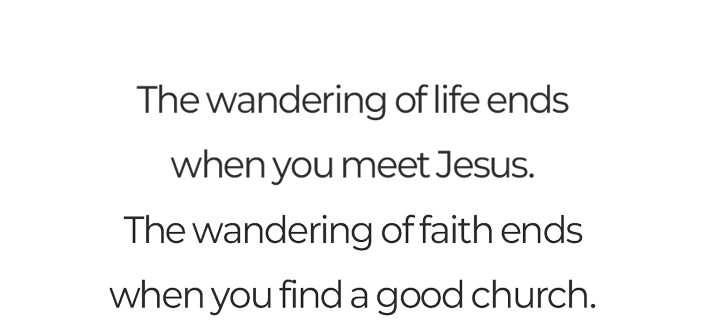 The wandering of life ends
when you meet Jesus.
The wandering of faith ends
when you find a good church.